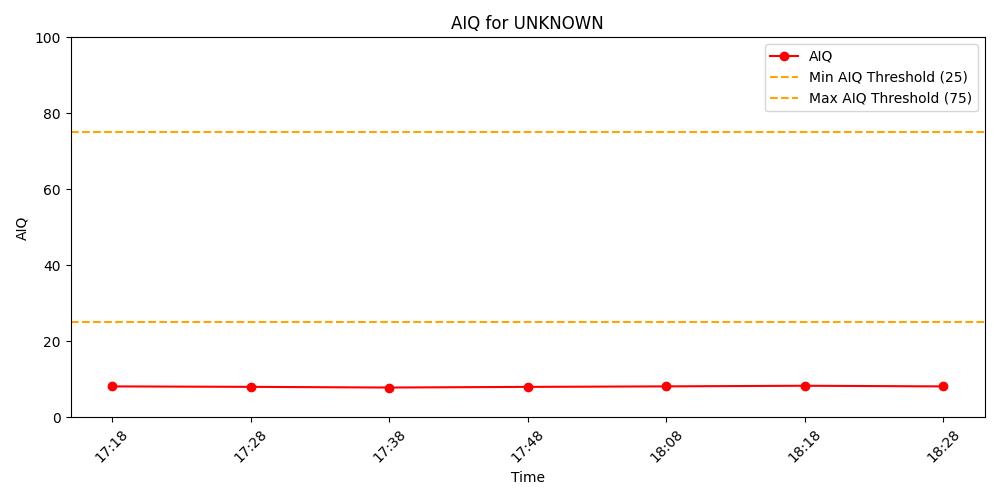 AIQ for UNKNOWN
100
80
60
40
20
0
AIQ
AIQ
Min AIQ Threshold (25)
Max AIQ Threshold (75)
17:18
17:28
17:38
17:48
18:08
18:18
18:28
Time